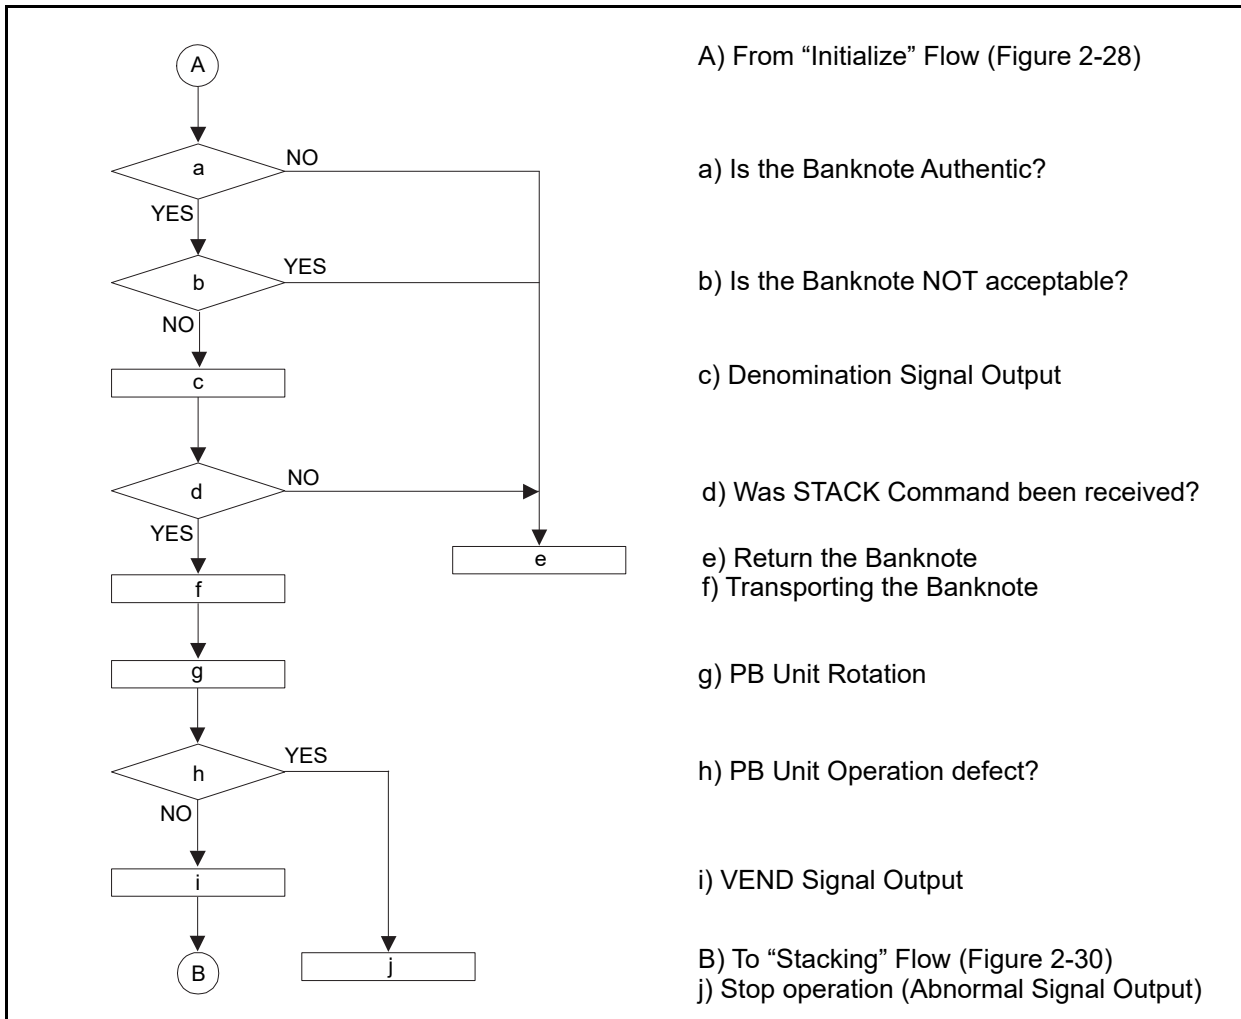 A
A) From “Initialize” Flow (Figure 2-28)
NO
a
a) Is the Banknote Authentic?
YES
YES
b
b) Is the Banknote NOT acceptable?
NO
c
c) Denomination Signal Output
NO
d
d) Was STACK Command been received?
YES
e
e) Return the Banknote
f
f) Transporting the Banknote
g
g) PB Unit Rotation
YES
h
h) PB Unit Operation defect?
NO
i
i) VEND Signal Output
B
B) To “Stacking” Flow (Figure 2-30)
j
j) Stop operation (Abnormal Signal Output)